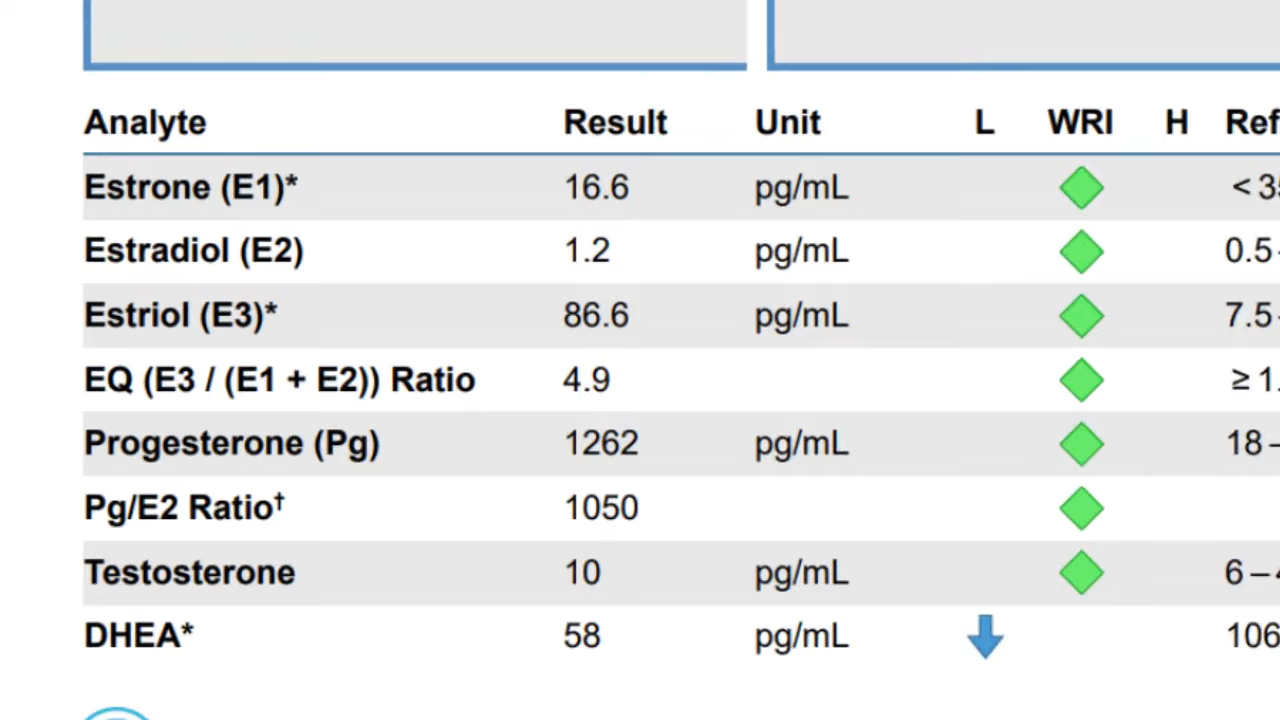 Analyte Result Unit L WRI H Ref
Estrone (E1)* 16.6 pg/mL < 35
Estradiol (E2) 1.2 pg/mL 0.5
Estriol (E3)* 86.6 pg/mL 7.5
EQ (E3 / (E1 + E2)) Ratio 4.9 ≥ 1.
Progesterone (Pg) 1262 pg/mL 18 –
Pg/E2 Ratio† 1050
Testosterone 10 pg/mL 6 –
DHEA* 58 pg/mL 106